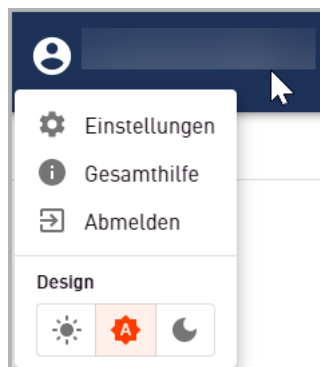 Einstellungen
Gesamthilfe
Abmelden
Design
A